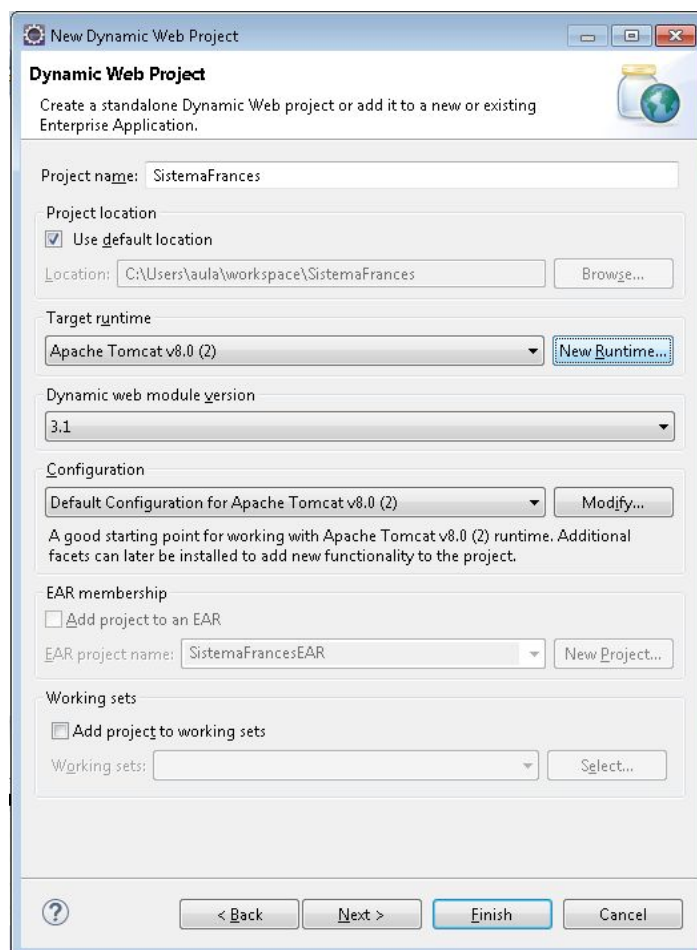 New Dynamic Web Project
Dynamic Web Project
Create a standalone Dynamic Web project or add it to a new or existing
Enterprise Application.
Project name: SistemaFrances
Project location
Use default location
Location: C:\Users\aula\workspace\SistemaFrances Browse...
Target runtime
Apache Tomcat v8.0 (2) New Runtime...
Dynamic web module version
3.1
Configuration
Default Configuration for Apache Tomcat v8.0 (2) Modify...
A good starting point for working with Apache Tomcat v8.0 (2) runtime. Additional
facets can later be installed to add new functionality to the project.
EAR membership
Add project to an EAR
EAR project name: SistemaFrancesEAR New Project...
Working sets
Add project to working sets
Working sets: Select...
? < Back Next > Finish Cancel